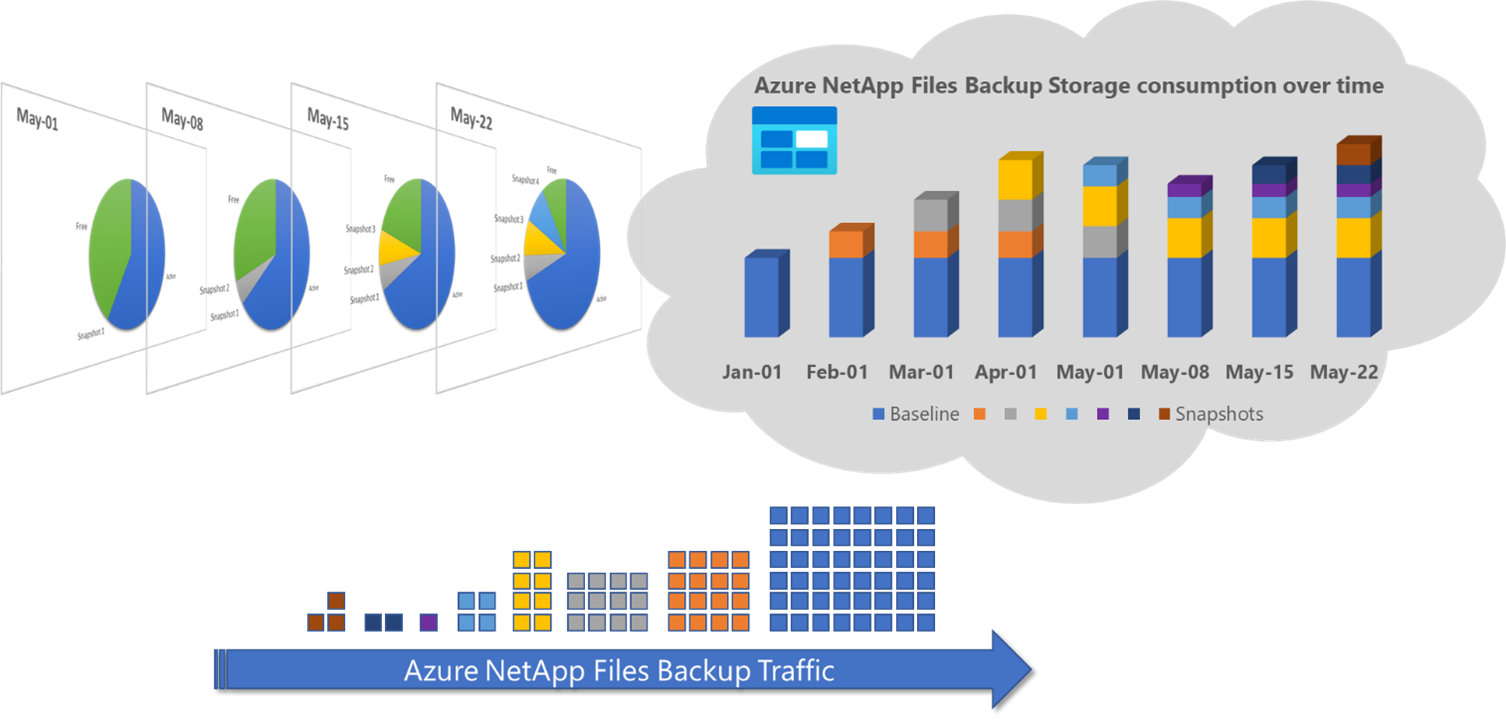 May-01
Free
Active
Snapshot 1
May-08
Free
Snapshot 2
Snapshot 1
Active
May-15
Free
Snapshot 3
Snapshot 2
Snapshot 1
Active
May-22
Free
Snapshot 4
Snapshot 3
Snapshot 2
Snapshot 1
Active
Azure NetApp Files Backup Storage consumption over time
Jan-01 Feb-01 Mar-01 Apr-01 May-01 May-08 May-15 May-22
Baseline Snapshots
Azure NetApp Files Backup Traffic